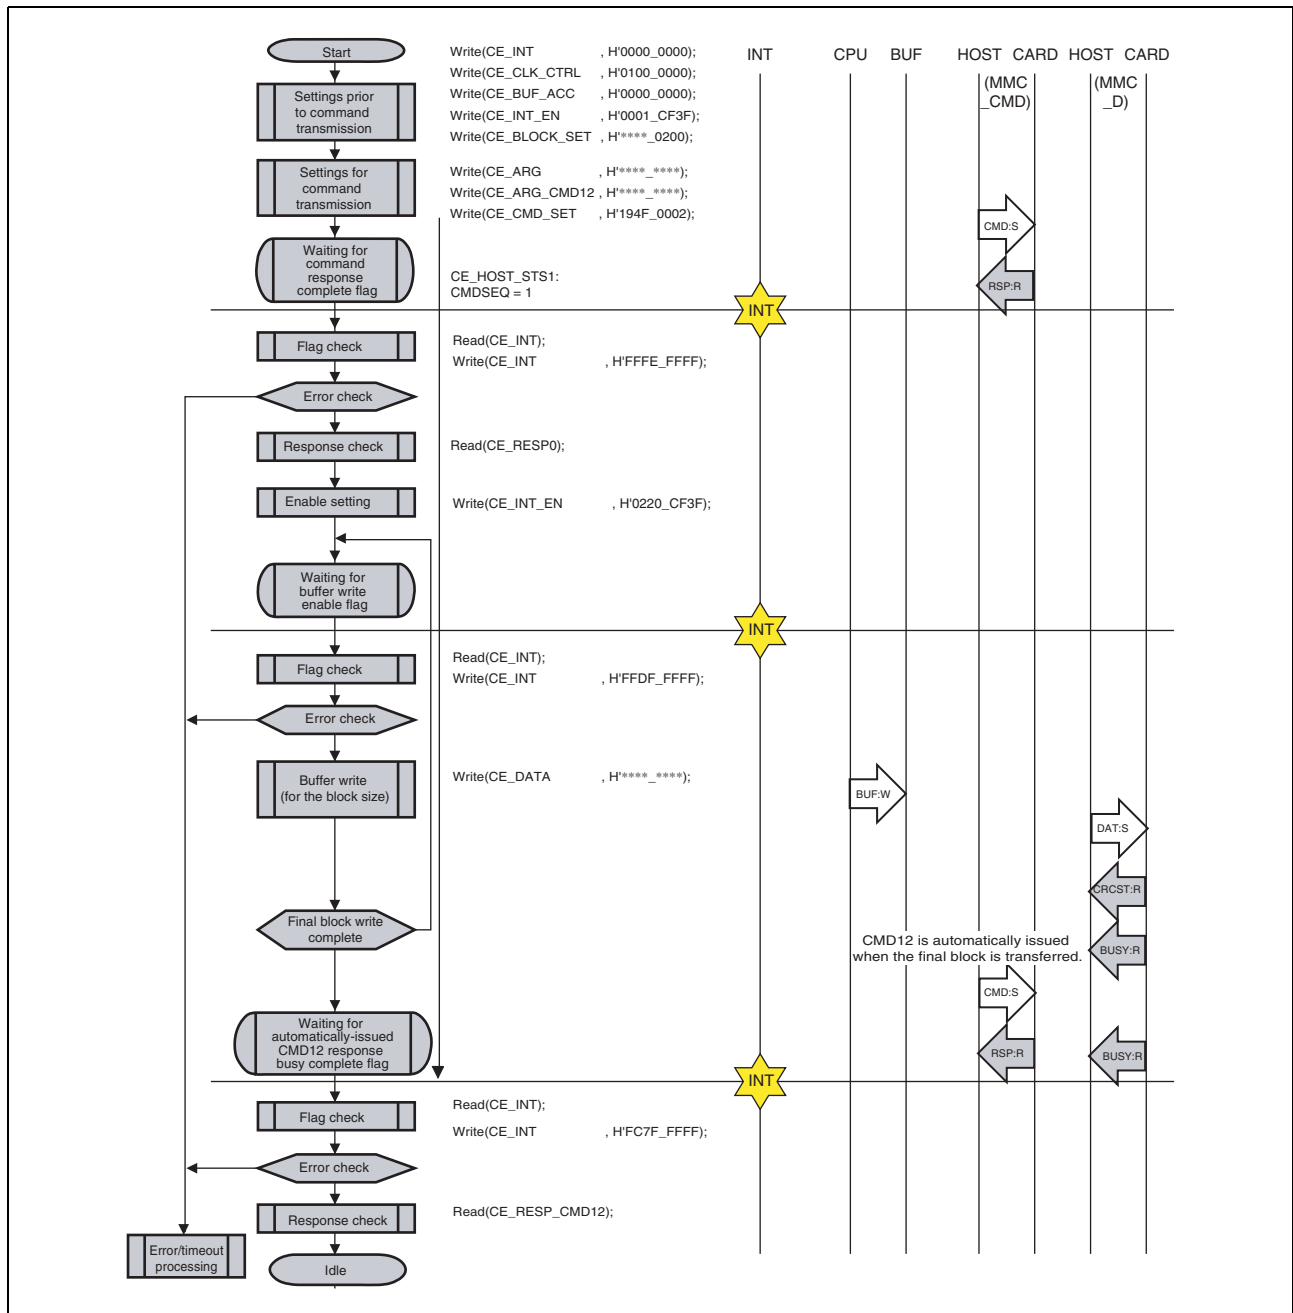 Start
Write(CE_INT , H'0000_0000);
Write(CE_CLK_CTRL , H'0100_0000);
Write(CE_BUF_ACC , H'0000_0000);
Write(CE_INT_EN , H'0001_CF3F);
Write(CE_BLOCK_SET , H'****_0200);
INT
CPU BUF
HOST CARD HOST CARD
(MMC
_CMD)
(MMC
_D)
Settings prior
to command
transmission
Settings for
command
transmission
Write(CE_ARG , H'****_****);
Write(CE_ARG_CMD12 , H'****_****);
Write(CE_CMD_SET , H'194F_0002);
CMD:S
Waiting for
command
response
complete flag
CE_HOST_STS1:
CMDSEQ = 1
RSP:R
INT
Flag check
Read(CE_INT);
Write(CE_INT , H'FFFE_FFFF);
Error check
Response check
Read(CE_RESP0);
Enable setting
Write(CE_INT_EN , H'0220_CF3F);
Waiting for
buffer write
enable flag
INT
Flag check
Read(CE_INT);
Write(CE_INT , H'FFDF_FFFF);
Error check
Buffer write
(for the block size)
Write(CE_DATA , H'****_****);
BUF:W
DAT:S
CRCST:R
Final block write
complete
CMD12 is automatically issued
when the final block is transferred.
BUSY:R
CMD:S
Waiting for
automatically-issued
CMD12 response
busy complete flag
RSP:R
BUSY:R
INT
Flag check
Read(CE_INT);
Write(CE_INT , H'FC7F_FFFF);
Error check
Response check
Read(CE_RESP_CMD12);
Error/timeout
processing
Idle